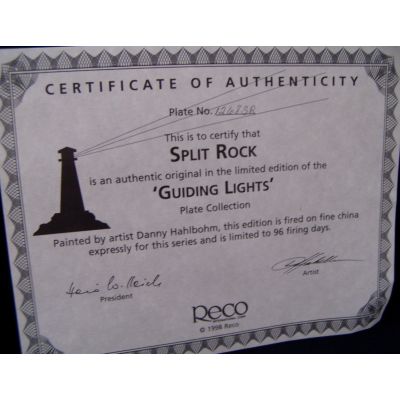 CERTIFICATE OF AUTHENTICITY
Plate No.
This is to certify that
SPLIT ROCK
is an authentic original in the limited edition of the
'GUIDING LIGHTS'
Plate Collection
Painted by artist Danny Hahlbohm, this edition is fired on fine china
expressly for this series and is limited to 96 firing days.
President
Artist
Reco
© 1998 Reco